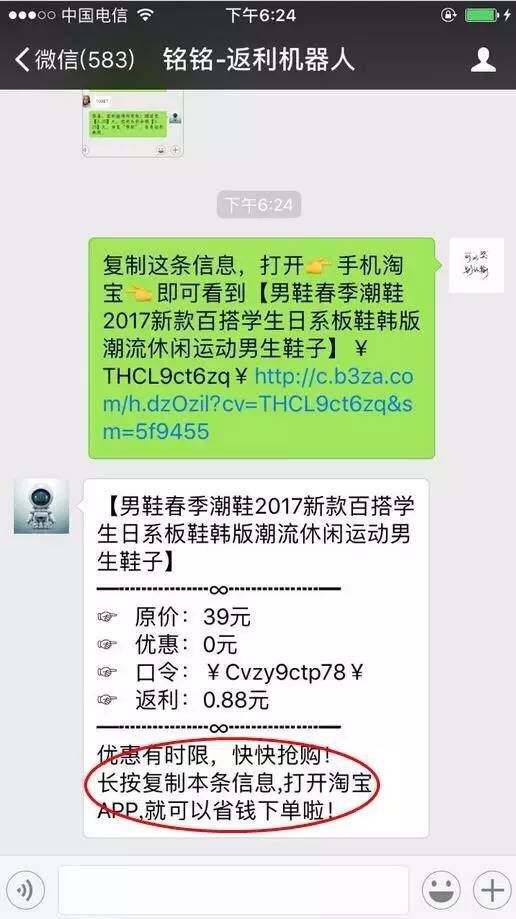 中国电信 下午6:24
微信(583) 铭铭-返利机器人
下午6:24
复制这条信息，打开👉手机淘
宝👈即可看到【男鞋春季潮鞋
2017新款百搭学生日系板鞋韩版
潮流休闲运动男生鞋子】￥
THCL9ct6zq￥http://c.b3za.co
m/h.dzOzil?cv=THCL9ct6zq&s
m=5f9455
【男鞋春季潮鞋2017新款百搭学
生日系板鞋韩版潮流休闲运动男
生鞋子】
━┉┉┉┉┉┉∞┉┉┉┉┉┉━
☞ 原价：39元
☞ 优惠：0元
☞ 口令：￥Cvzy9ctp78￥
☞ 返利：0.88元
━┉┉┉┉┉┉∞┉┉┉┉┉┉━
优惠有时限，快快抢购！
长按复制本条信息,打开淘宝
APP,就可以省钱下单啦！